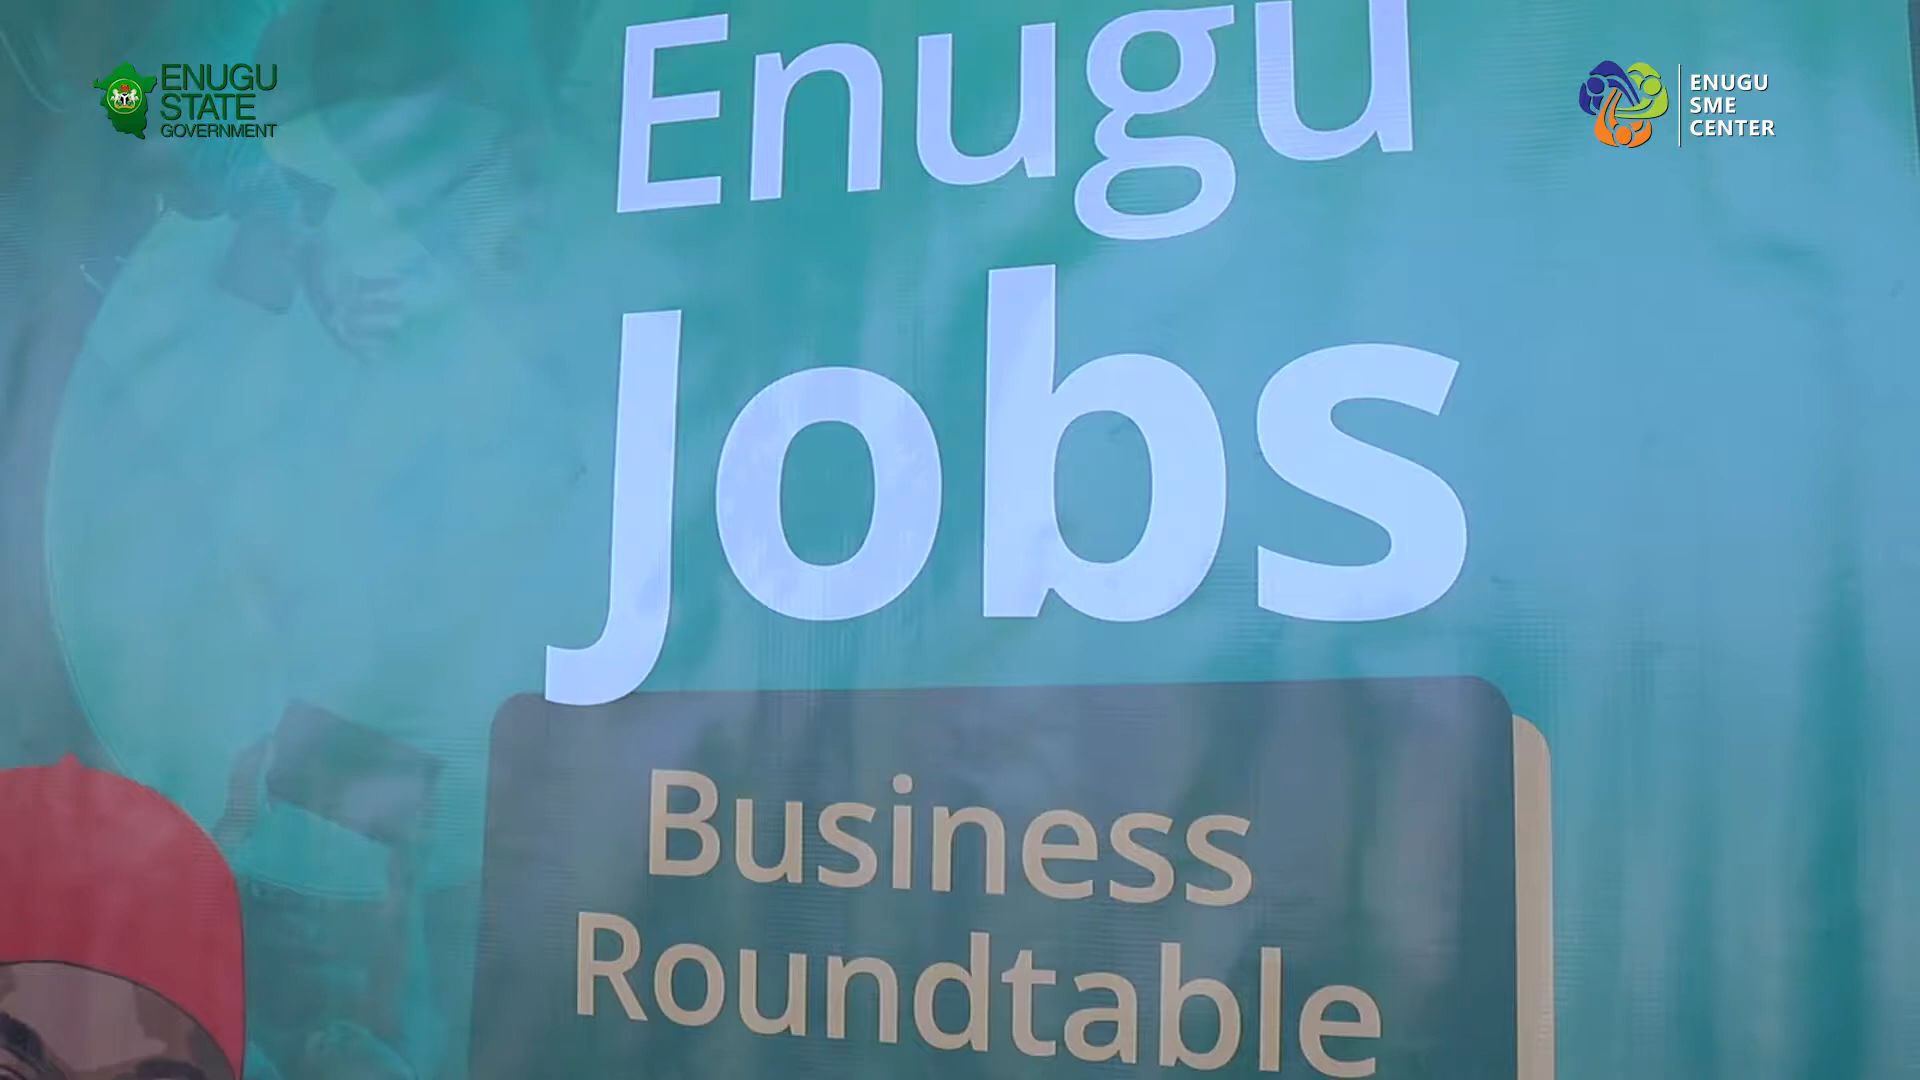 ENUGU
STATE
GOVERNMENT
ENUGU
SME
CENTER
Enugu
Jobs
Business
Roundtable